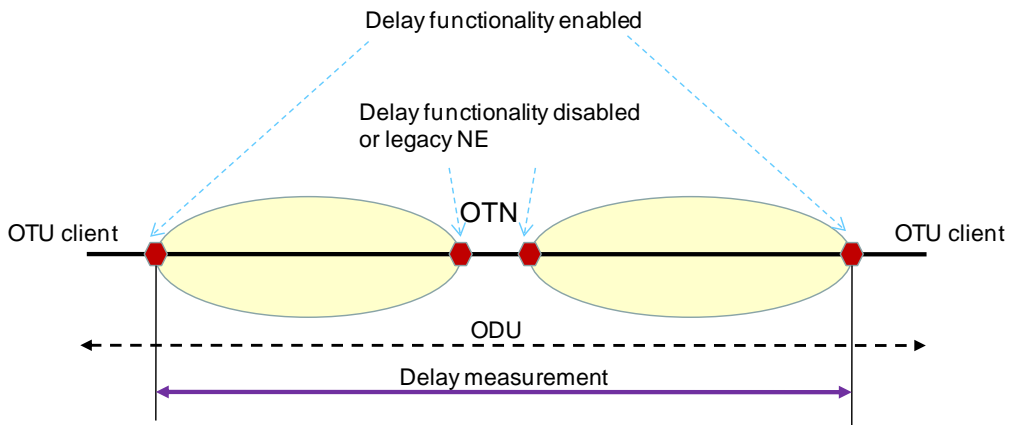 Delay functionality enabled
Delay functionality disabled
or legacy NE
OTN
OTU client
OTU client
ODU
Delay measurement